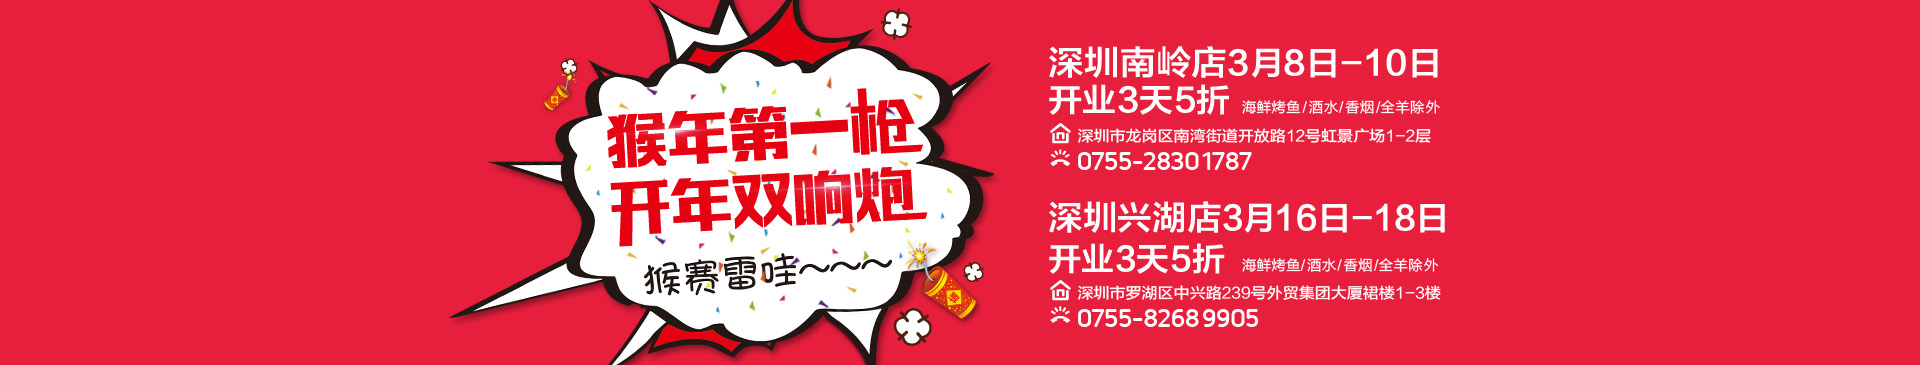 猴年第一枪
开年双响炮
猴赛雷哇～～～
深圳南岭店3月8日-10日
开业3天5折 海鲜烤鱼/酒水/香烟/全羊除外
深圳市龙岗区南湾街道开放路12号虹景广场1-2层
0755-28301787
深圳兴湖店3月16日-18日
开业3天5折 海鲜烤鱼/酒水/香烟/全羊除外
深圳市罗湖区中兴路239号外贸集团大厦裙楼1-3楼
0755-8268 9905